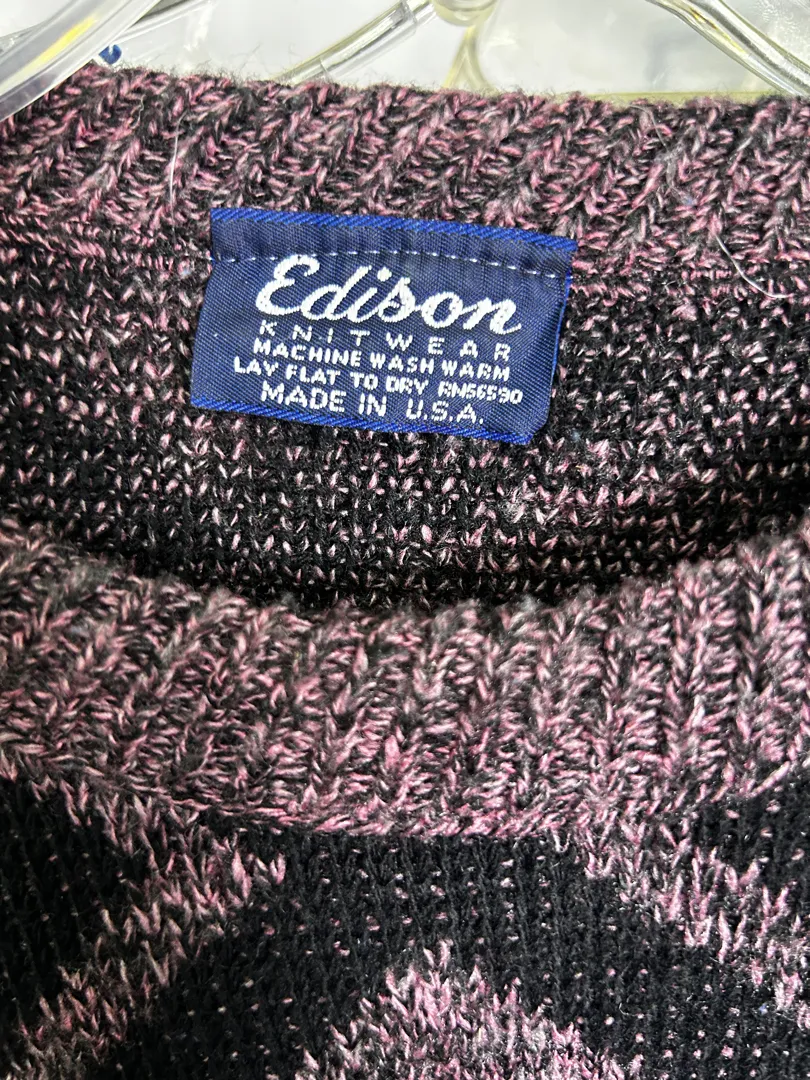 Edison
KNITWEAR
MACHINE WASH WARM
LAY FLAT TO DRY RN56590
MADE IN U.S.A.